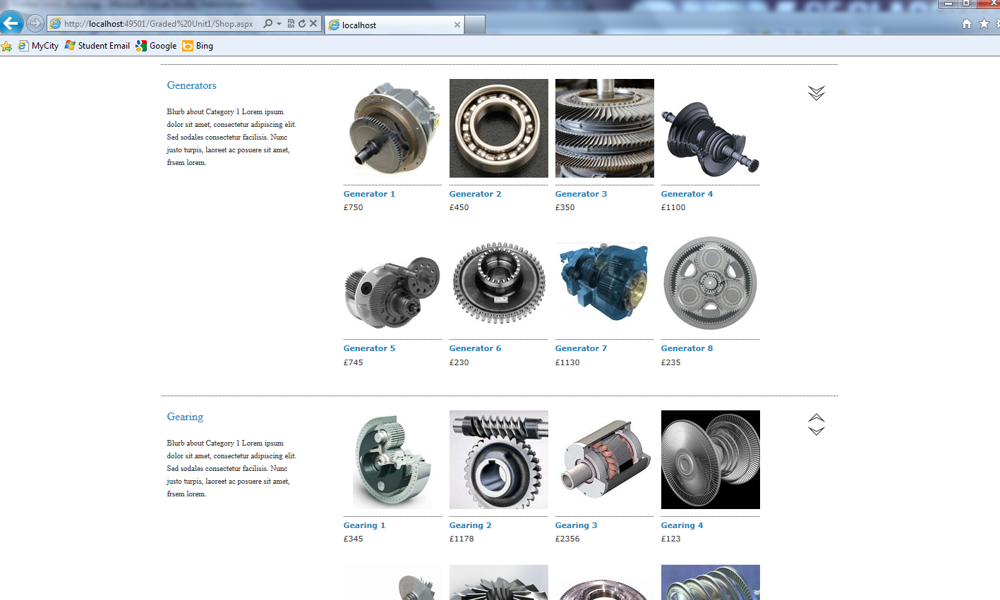 http://localhost:49501/Graded%20Unit1/Shop.aspx
localhost
MyCity
Student Email
Google
Bing
Generators
Blurb about Category 1 Lorem ipsum
dolor sit amet, consectetur adipiscing elit.
Sed sodales consectetur facilisis. Nunc
justo turpis, laoreet ac posuere sit amet,
frsem lorem.
Generator 1
£750
Generator 2
£450
Generator 3
£350
Generator 4
£1100
Generator 5
£745
Generator 6
£230
Generator 7
£1130
Generator 8
£235
Gearing
Blurb about Category 1 Lorem ipsum
dolor sit amet, consectetur adipiscing elit.
Sed sodales consectetur facilisis. Nunc
justo turpis, laoreet ac posuere sit amet,
frsem lorem.
Gearing 1
£345
Gearing 2
£1178
Gearing 3
£2356
Gearing 4
£123